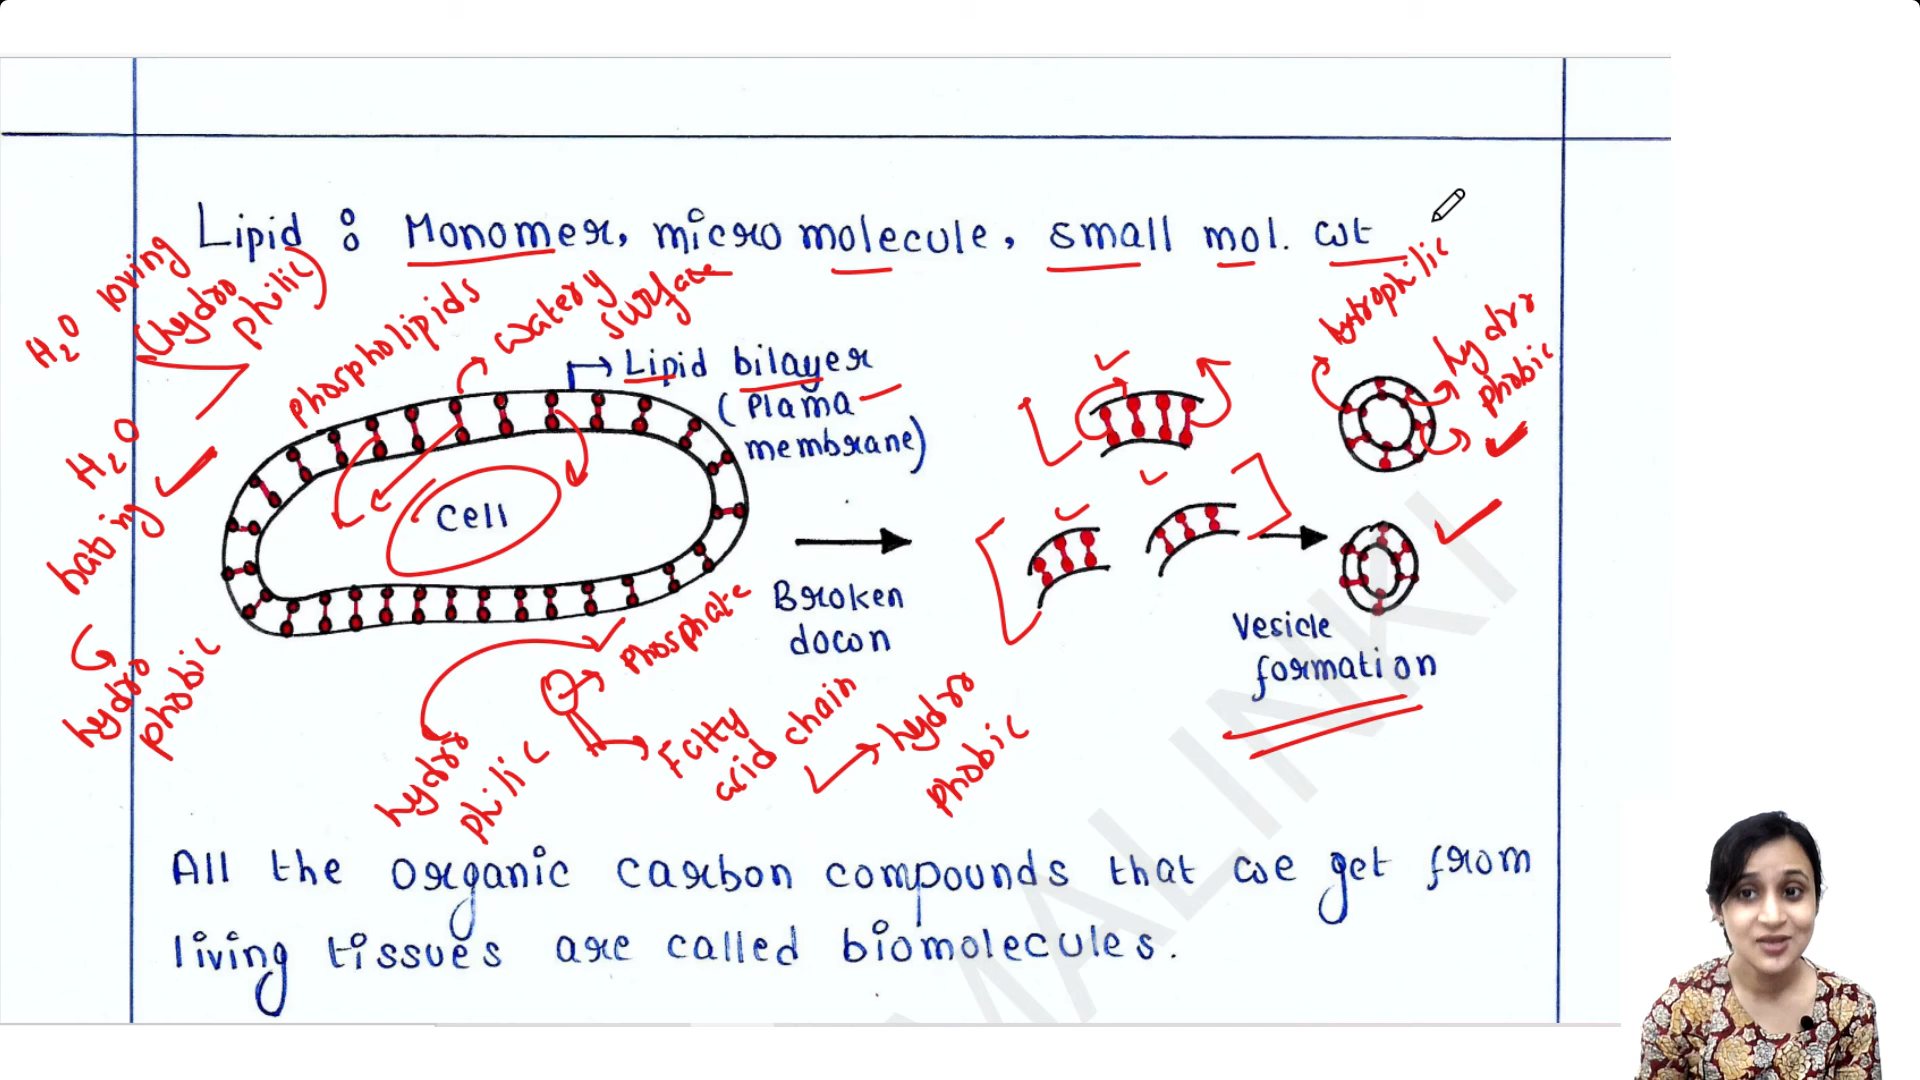 Lipid : Monomer, micro molecule, small mol. wt
H₂O loving
(hydro
philic)
phospholipids
watery
surface
Lipid bilayer
(Plama
membrane)
hydrophilic
hydro
phobic
H₂O
hating
hydro
phobic
Cell
Broken
down
Vesicle
formation
Phosphate
hydro
philic
Fatty
acid chain
hydro
phobic
All the organic carbon compounds that we get from
living tissues are called biomolecules.
MALINKI